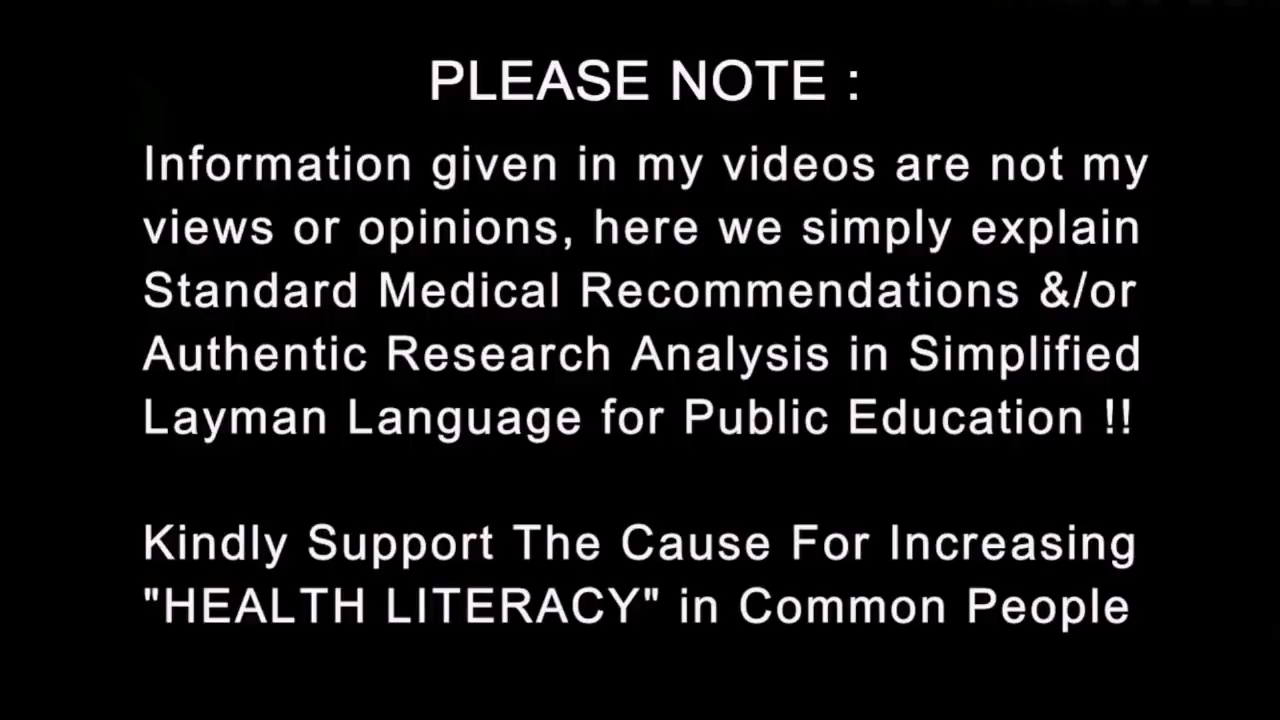 PLEASE NOTE :
Information given in my videos are not my
views or opinions, here we simply explain
Standard Medical Recommendations &/or
Authentic Research Analysis in Simplified
Layman Language for Public Education !!
Kindly Support The Cause For Increasing
"HEALTH LITERACY" in Common People